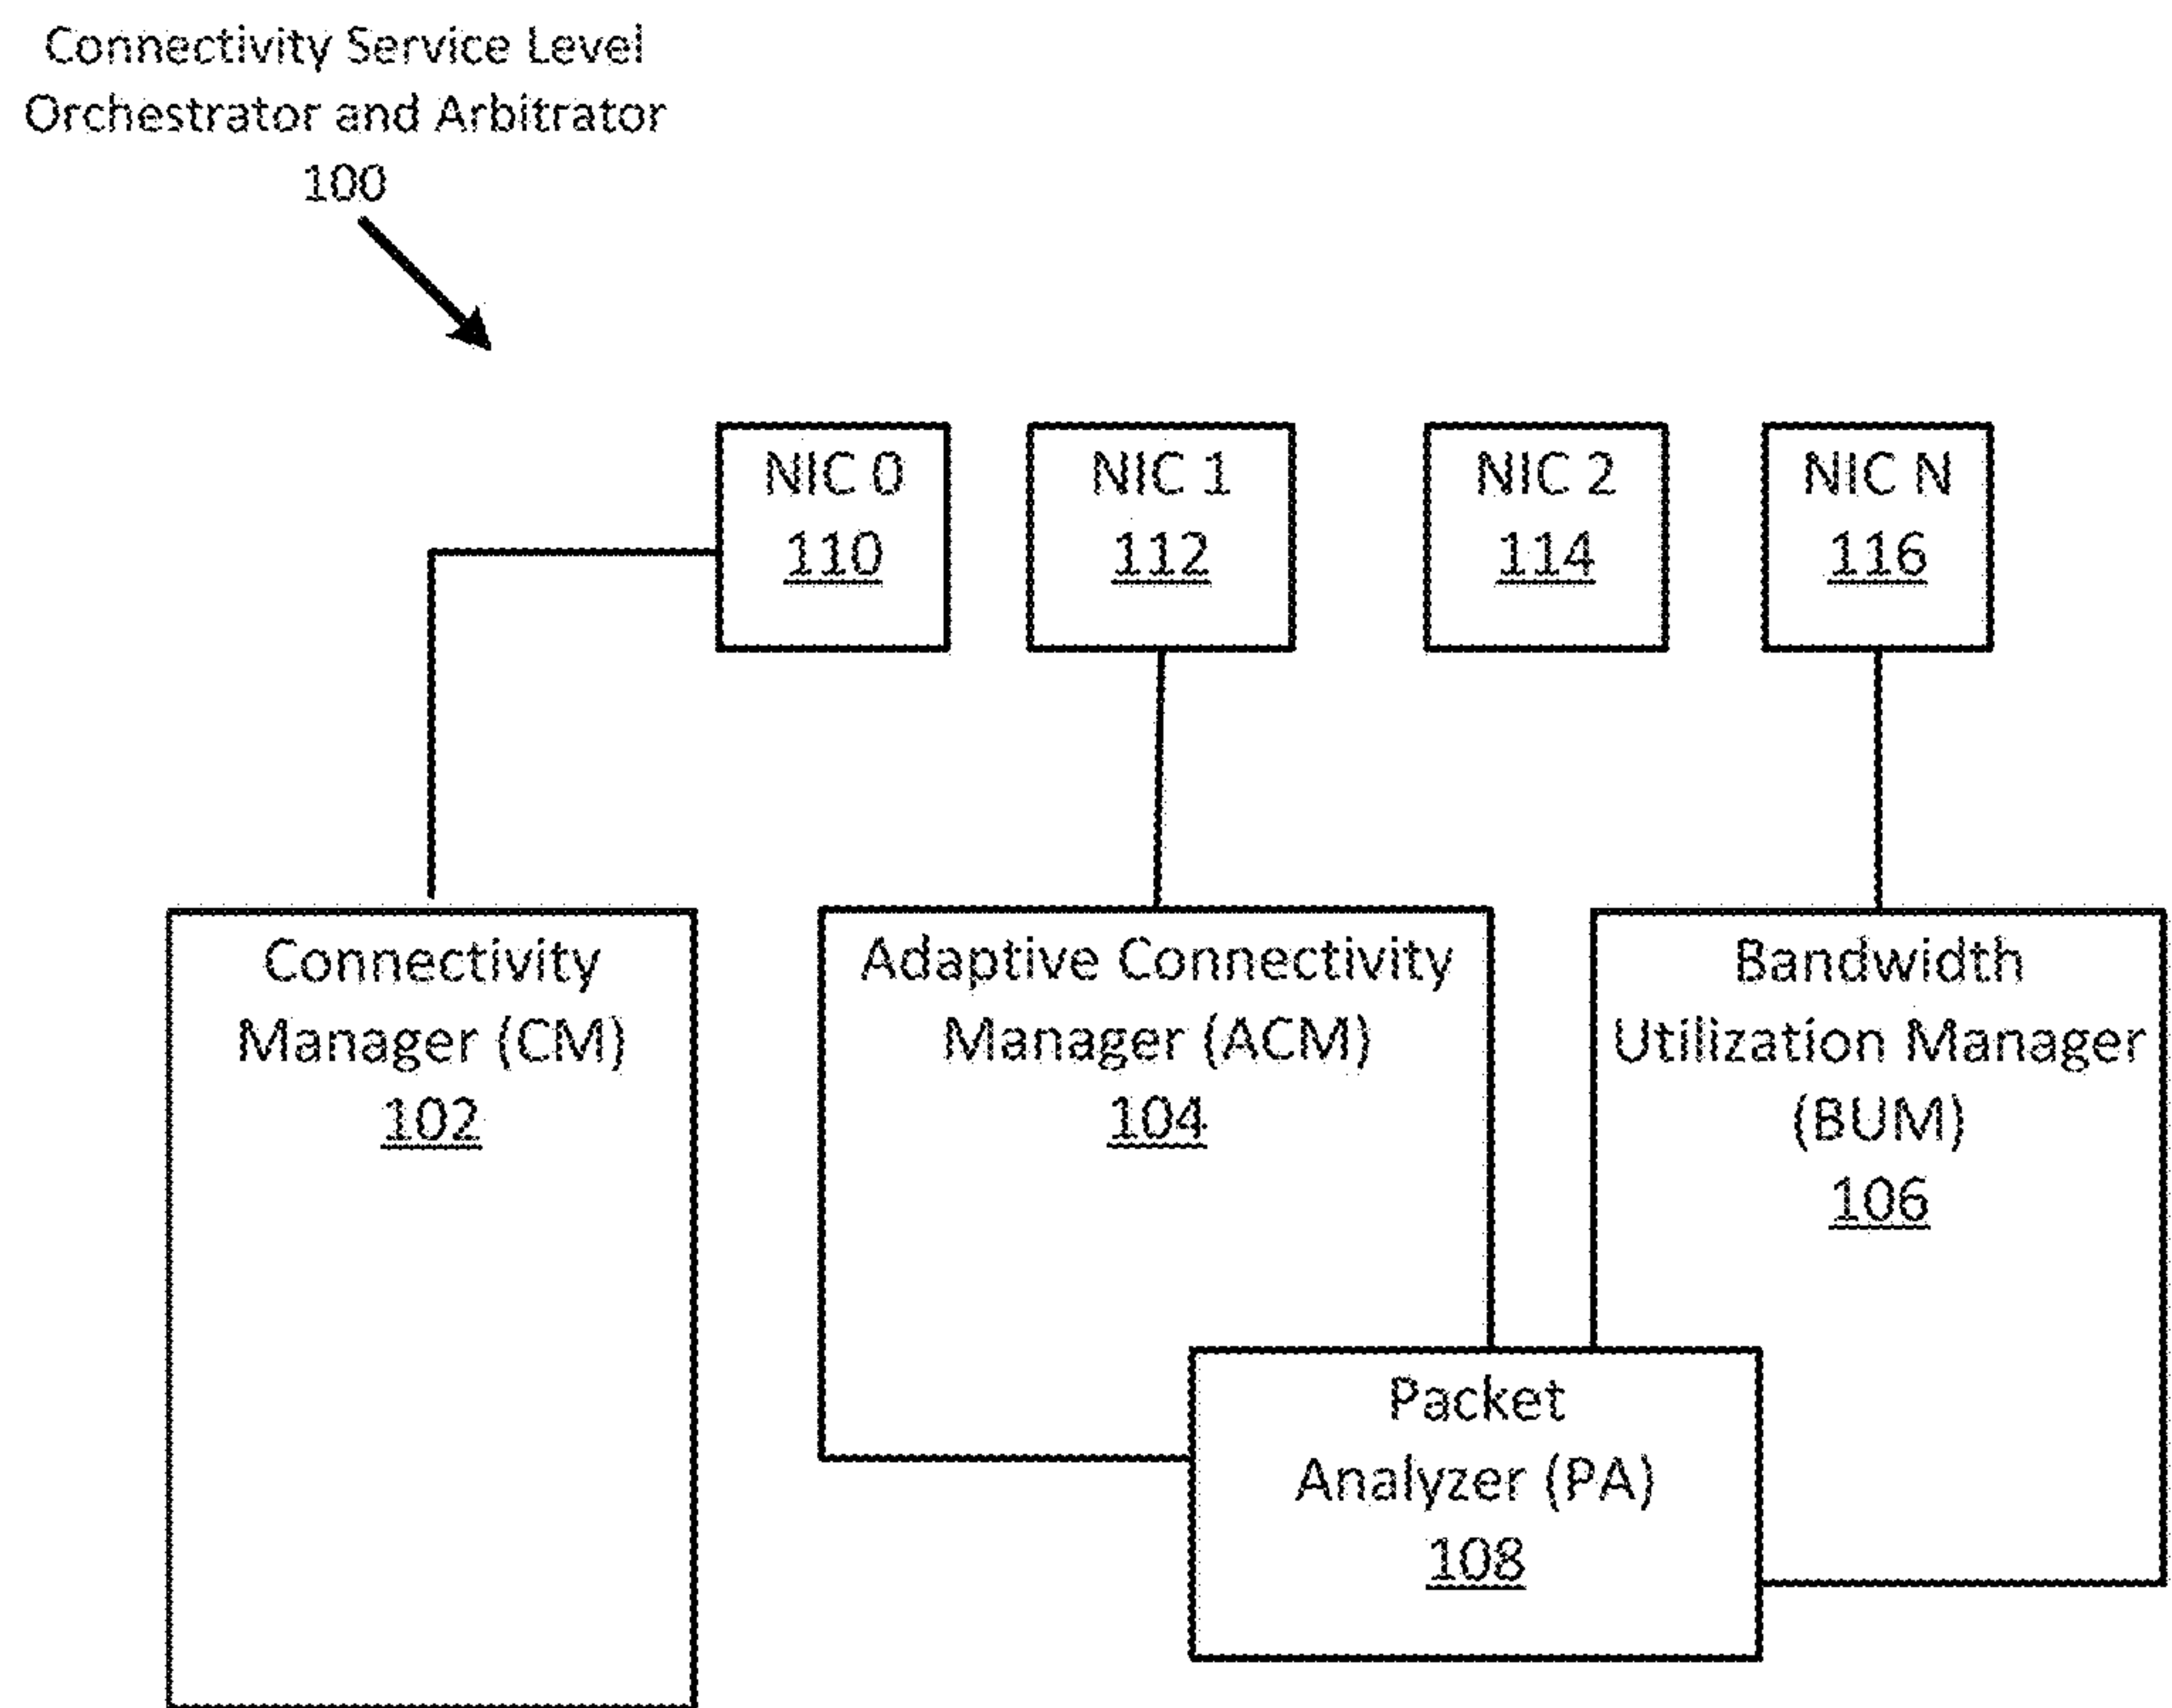 Connectivity Service Level
Orchestrator and Arbitrator
100
NIC 0
110
NIC 1
112
NIC 2
114
NIC N
116
Connectivity
Manager (CM)
102
Adaptive Connectivity
Manager (ACM)
104
Bandwidth
Utilization Manager
(BUM)
106
Packet
Analyzer (PA)
108